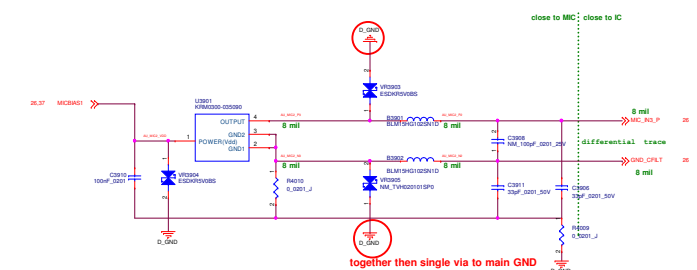 close to MIC
close to IC
D_GND
26,37 MICBIAS1
U3901
KRM0300-035090
VR3903
ESDKR5V0BS
OUTPUT 4
8 mil
B3901
BLM15HG102SN1D
8 mil
8 mil
MIC_IN3_P 26
GND2 3
1 POWER(Vdd)
GND1 2
C3908
NM_100pF_0201_25V
differential trace
8 mil
B3902
8 mil
GND_CFILT 26
BLM15HG102SN1D
8 mil
C3910
100nF_0201
VR3904
ESDKR5V0BS
R4010
0_0201_J
VR3905
NM_TVH020101SP0
C3911
33pF_0201_50V
C3906
33pF_0201_50V
R4009
0_0201_J
D_GND
D_GND
D_GND
together then single via to main GND